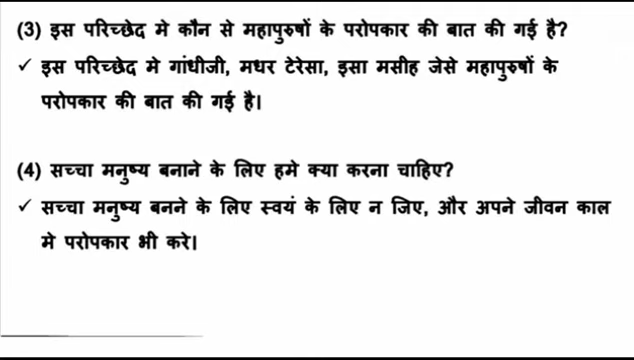 (3) इस परिच्छेद मे कौन से महापुरुषों के परोपकार की बात की गई है?
✓ इस परिच्छेद मे गांधीजी, मधर टेरेसा, इसा मसीह जेसे महापुरुषों के
परोपकार की बात की गई है।
(4) सच्चा मनुष्य बनाने के लिए हमे क्या करना चाहिए?
✓ सच्चा मनुष्य बनने के लिए स्वयं के लिए न जिए, और अपने जीवन काल
मे परोपकार भी करे।